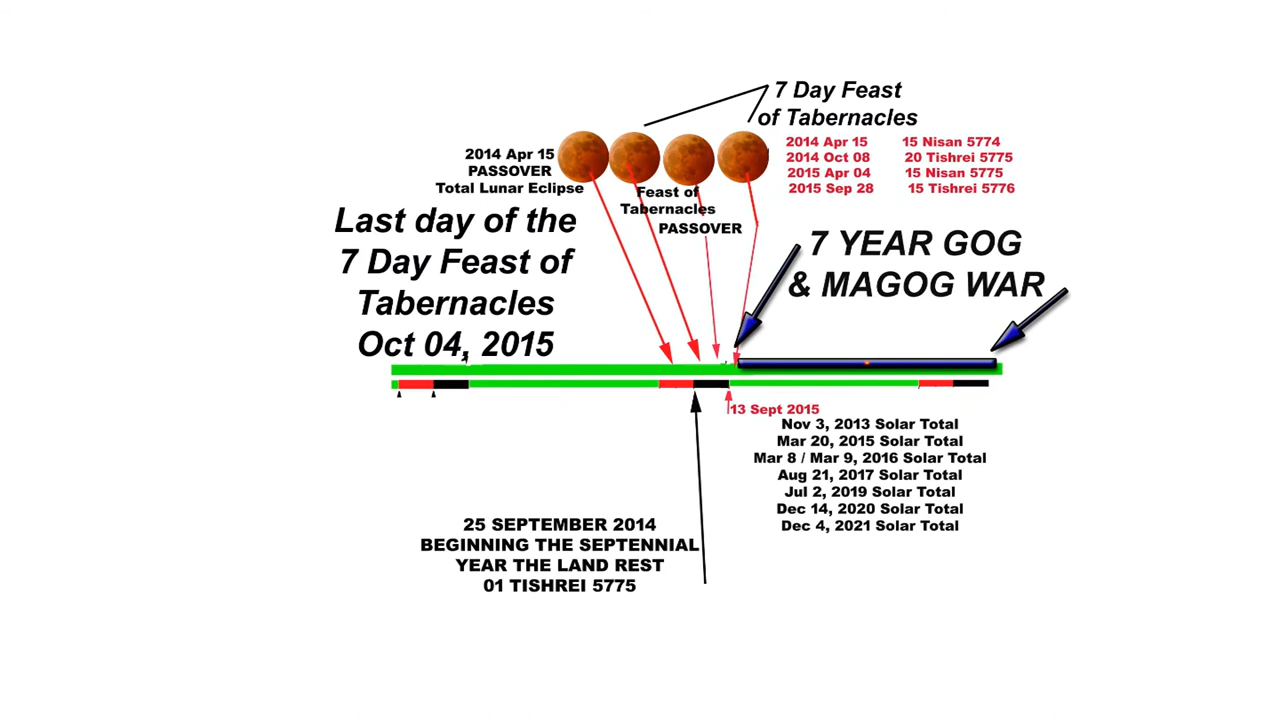 7 Day Feast
of Tabernacles
2014 Apr 15
PASSOVER
Total Lunar Eclipse
Feast of
Tabernacles
PASSOVER
2014 Apr 15 15 Nisan 5774
2014 Oct 08 20 Tishrei 5775
2015 Apr 04 15 Nisan 5775
2015 Sep 28 15 Tishrei 5776
Last day of the
7 Day Feast of
Tabernacles
Oct 04, 2015
7 YEAR GOG
& MAGOG WAR
13 Sept 2015
Nov 3, 2013 Solar Total
Mar 20, 2015 Solar Total
Mar 8 / Mar 9, 2016 Solar Total
Aug 21, 2017 Solar Total
Jul 2, 2019 Solar Total
Dec 14, 2020 Solar Total
Dec 4, 2021 Solar Total
25 SEPTEMBER 2014
BEGINNING THE SEPTENNIAL
YEAR THE LAND REST
01 TISHREI 5775